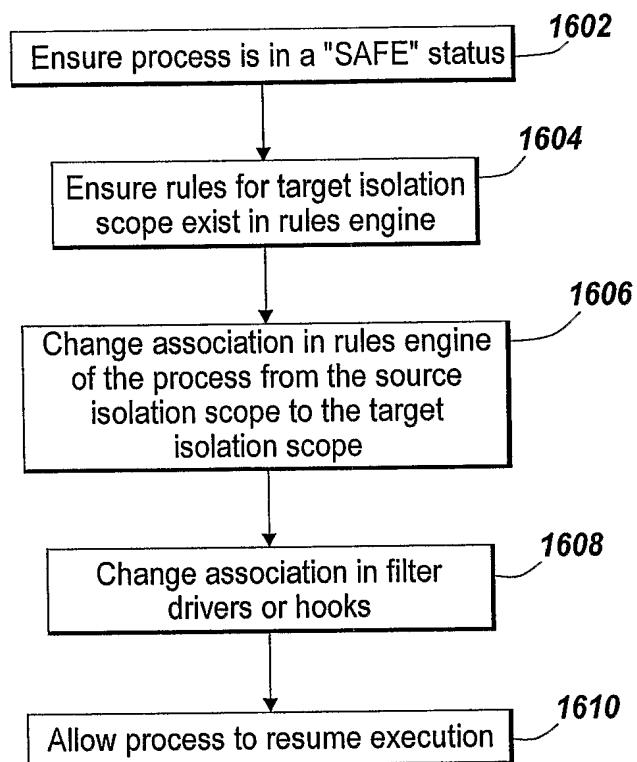 1602
Ensure process is in a "SAFE" status
1604
Ensure rules for target isolation
scope exist in rules engine
1606
Change association in rules engine
of the process from the source
isolation scope to the target
isolation scope
1608
Change association in filter
drivers or hooks
1610
Allow process to resume execution